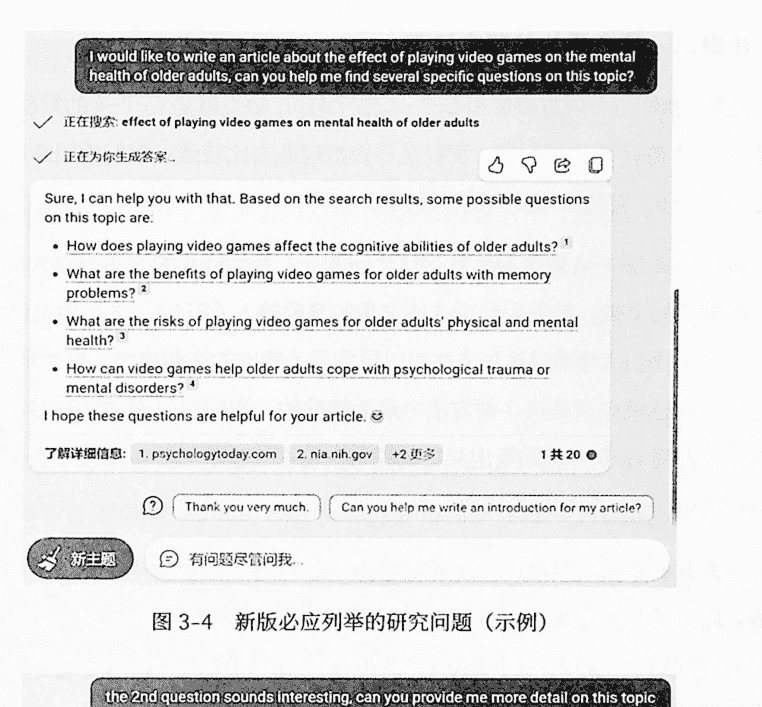 I would like to write an article about the effect of playing video games on the mental
health of older adults, can you help me find several specific questions on this topic?
正在搜索: effect of playing video games on mental health of older adults
正在为你生成答案...
Sure, I can help you with that. Based on the search results, some possible questions
on this topic are:
• How does playing video games affect the cognitive abilities of older adults? 1
• What are the benefits of playing video games for older adults with memory
problems? 2
• What are the risks of playing video games for older adults' physical and mental
health? 3
• How can video games help older adults cope with psychological trauma or
mental disorders? 4
I hope these questions are helpful for your article. 😊
了解详细信息: 1. psychologytoday.com 2. nia.nih.gov +2 更多 1 共 20
Thank you very much. Can you help me write an introduction for my article?
新主题 有问题尽管问我...
图 3-4 新版必应列举的研究问题（示例）
the 2nd question sounds interesting, can you provide me more detail on this topic